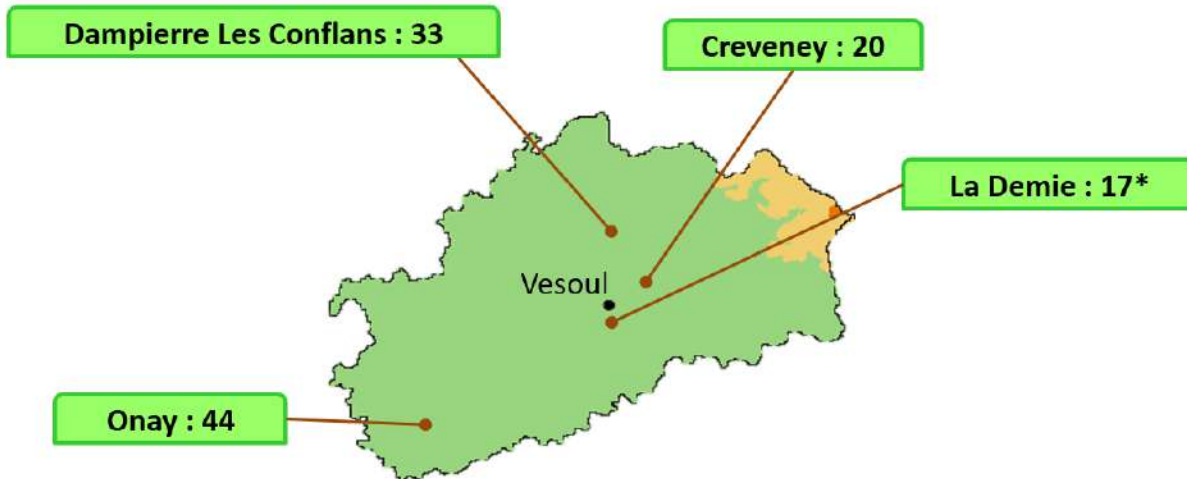 Dampierre Les Conflans : 33
Creveney : 20
La Demie : 17*
Vesoul
Onay : 44